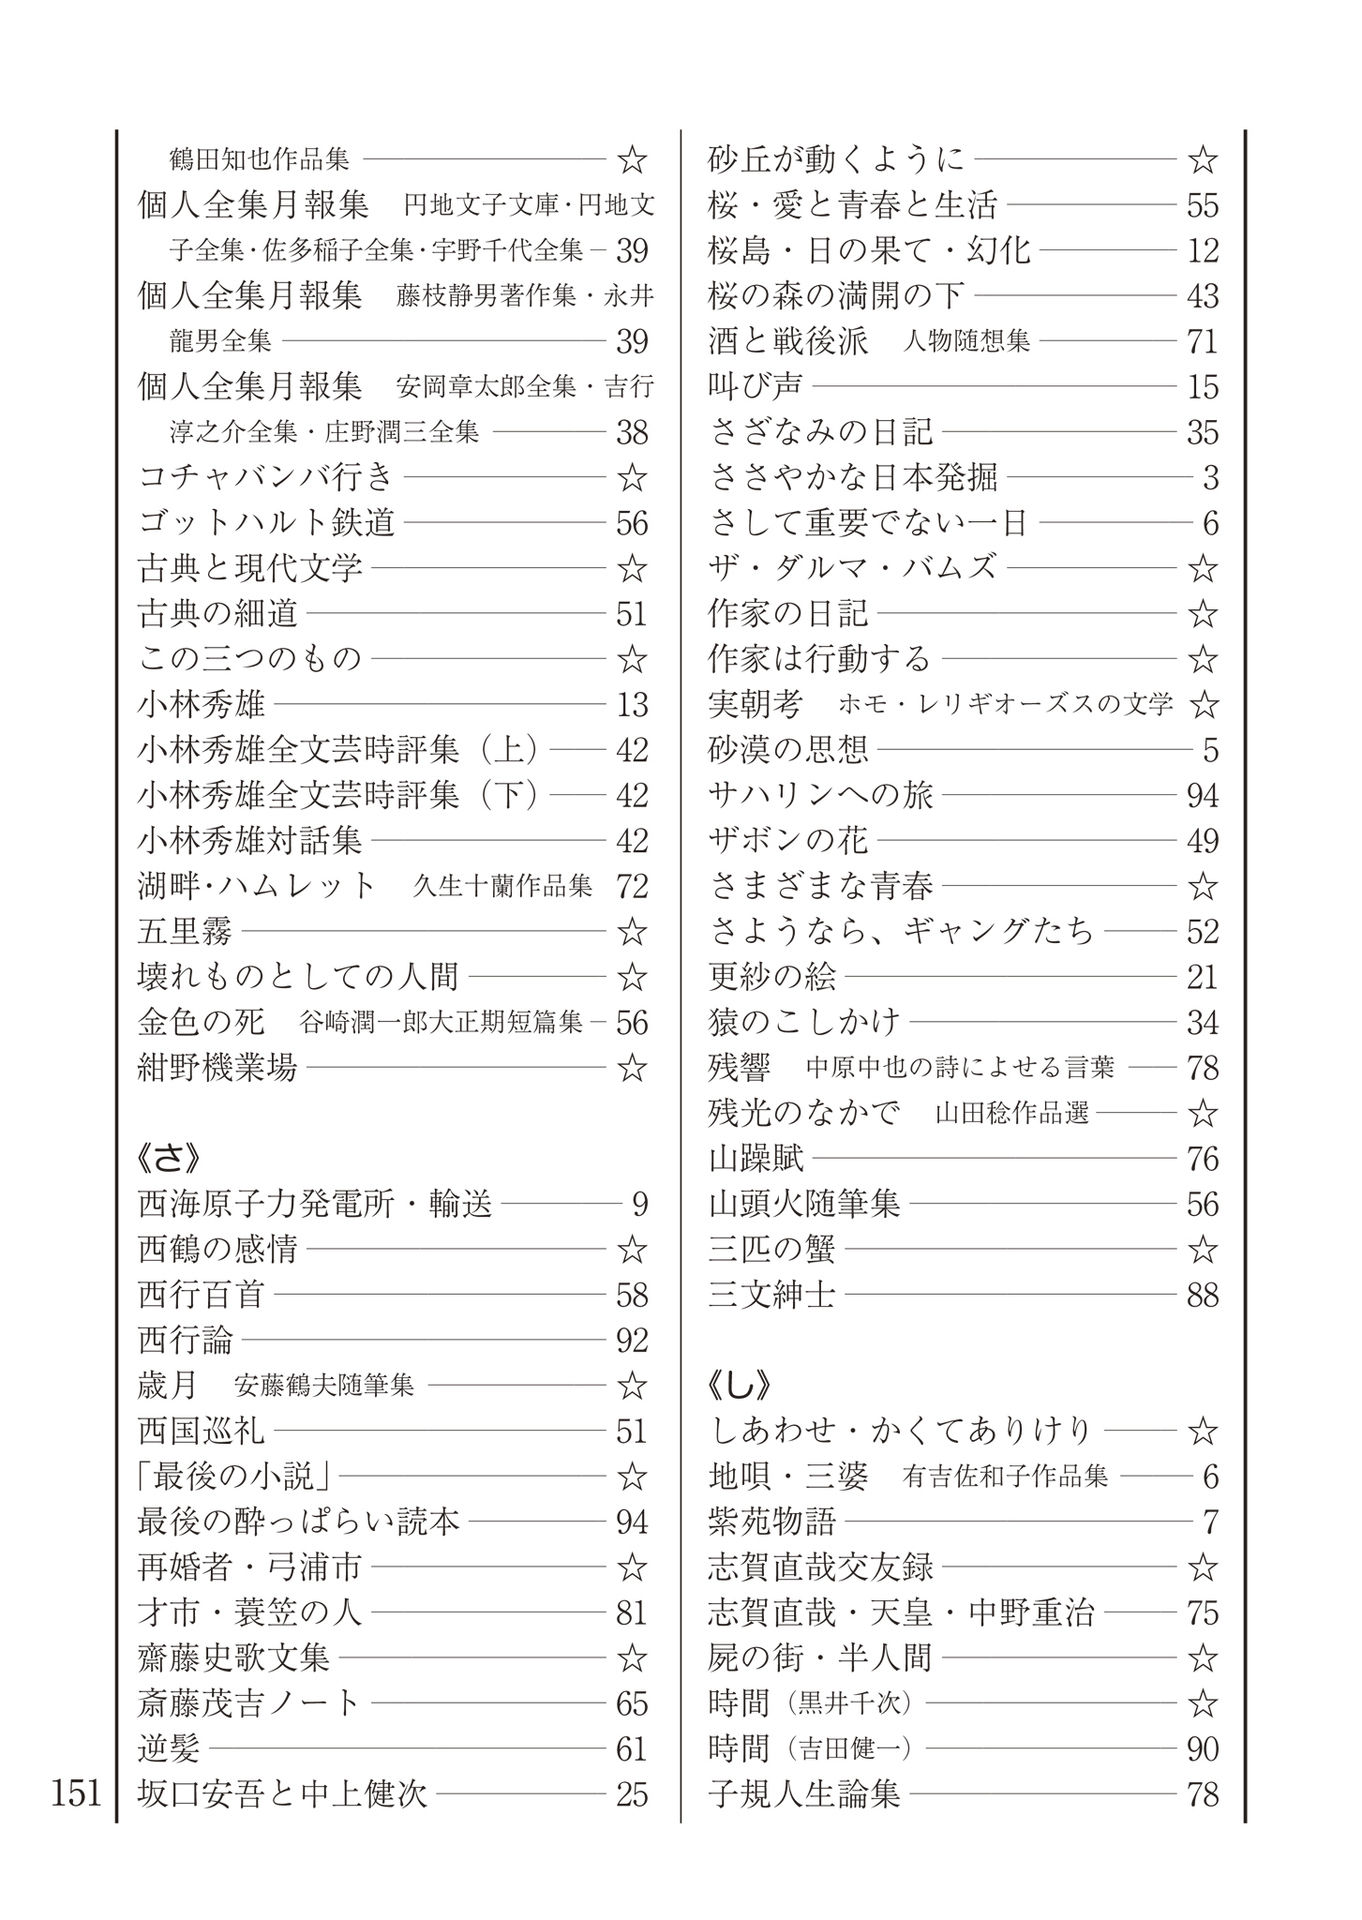 鶴田知也作品集 ☆
個人全集月報集 円地文子文庫・円地文
子全集・佐多稲子全集・宇野千代全集 39
個人全集月報集 藤枝静男著作集・永井
龍男全集 39
個人全集月報集 安岡章太郎全集・吉行
淳之介全集・庄野潤三全集 38
コチャバンバ行き ☆
ゴットハルト鉄道 56
古典と現代文学 ☆
古典の細道 51
この三つのもの ☆
小林秀雄 13
小林秀雄全文芸時評集（上） 42
小林秀雄全文芸時評集（下） 42
小林秀雄対話集 42
湖畔・ハムレット 久生十蘭作品集 72
五里霧 ☆
壊れものとしての人間 ☆
金色の死 谷崎潤一郎大正期短篇集 56
紺野機業場 ☆
《さ》
西海原子力発電所・輸送 9
西鶴の感情 ☆
西行百首 58
西行論 92
歳月 安藤鶴夫随筆集 ☆
西国巡礼 51
「最後の小説」 ☆
最後の酔っぱらい読本 94
再婚者・弓浦市 ☆
才市・蓑笠の人 81
齋藤史歌文集 ☆
斎藤茂吉ノート 65
逆髪 61
坂口安吾と中上健次 25
砂丘が動くように ☆
桜・愛と青春と生活 55
桜島・日の果て・幻化 12
桜の森の満開の下 43
酒と戦後派 人物随想集 71
叫び声 15
さざなみの日記 35
ささやかな日本発掘 3
さして重要でない一日 6
ザ・ダルマ・バムズ ☆
作家の日記 ☆
作家は行動する ☆
実朝考 ホモ・レリギオーズスの文学 ☆
砂漠の思想 5
サハリンへの旅 94
ザボンの花 49
さまざまな青春 ☆
さようなら、ギャングたち 52
更紗の絵 21
猿のこしかけ 34
残響 中原中也の詩によせる言葉 78
残光のなかで 山田稔作品選 ☆
山躁賦 76
山頭火随筆集 56
三匹の蟹 ☆
三文紳士 88
《し》
しあわせ・かくてありけり ☆
地唄・三婆 有吉佐和子作品集 6
紫苑物語 7
志賀直哉交友録 ☆
志賀直哉・天皇・中野重治 75
屍の街・半人間 ☆
時間（黒井千次） ☆
時間（吉田健一） 90
子規人生論集 78
151